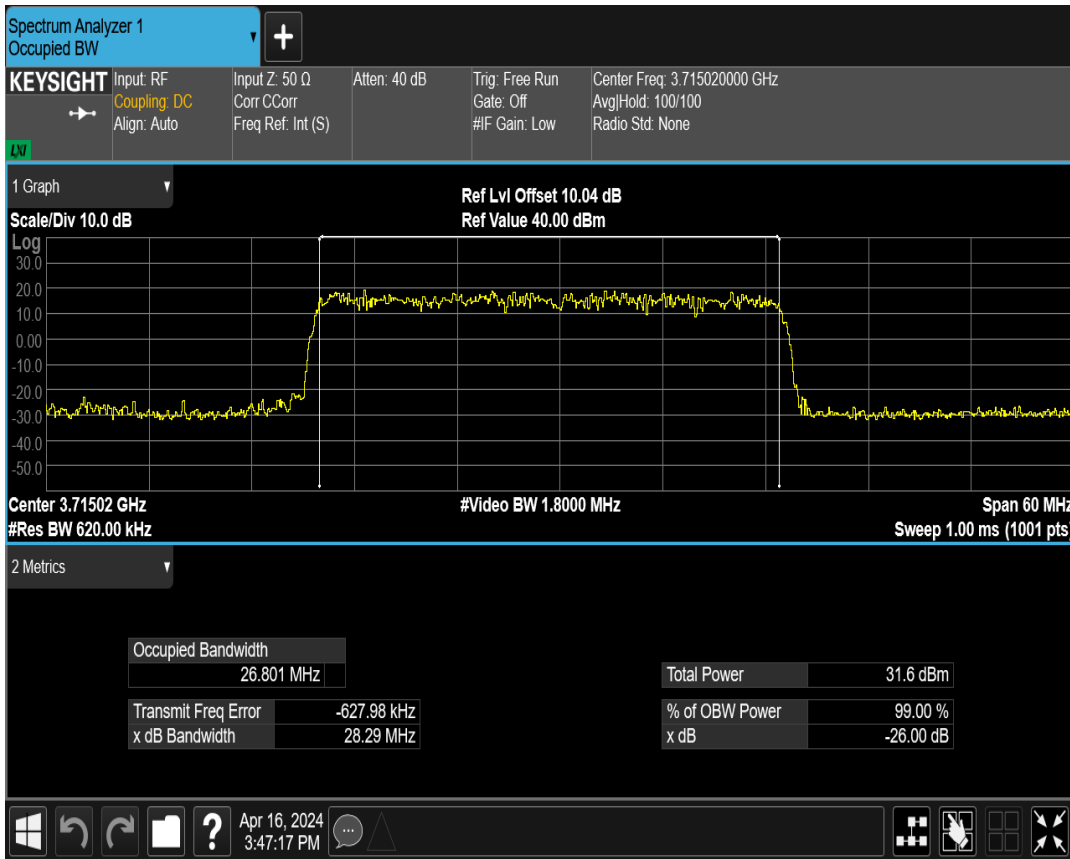 Spectrum Analyzer 1
Occupied BW
+
KEYSIGHT
LXI
Input: RF
Coupling: DC
Align: Auto
Input Z: 50 Ω
Corr CCorr
Freq Ref: Int (S)
Atten: 40 dB
Trig: Free Run
Gate: Off
#IF Gain: Low
Center Freq: 3.715020000 GHz
Avg|Hold: 100/100
Radio Std: None
1 Graph
Scale/Div 10.0 dB
Ref Lvl Offset 10.04 dB
Ref Value 40.00 dBm
Log
30.0
20.0
10.0
0.00
-10.0
-20.0
-30.0
-40.0
-50.0
Center 3.71502 GHz
#Res BW 620.00 kHz
#Video BW 1.8000 MHz
Span 60 MHz
Sweep 1.00 ms (1001 pts)
2 Metrics
Occupied Bandwidth
26.801 MHz
Transmit Freq Error -627.98 kHz
x dB Bandwidth 28.29 MHz
Total Power 31.6 dBm
% of OBW Power 99.00 %
x dB -26.00 dB
?
Apr 16, 2024
3:47:17 PM